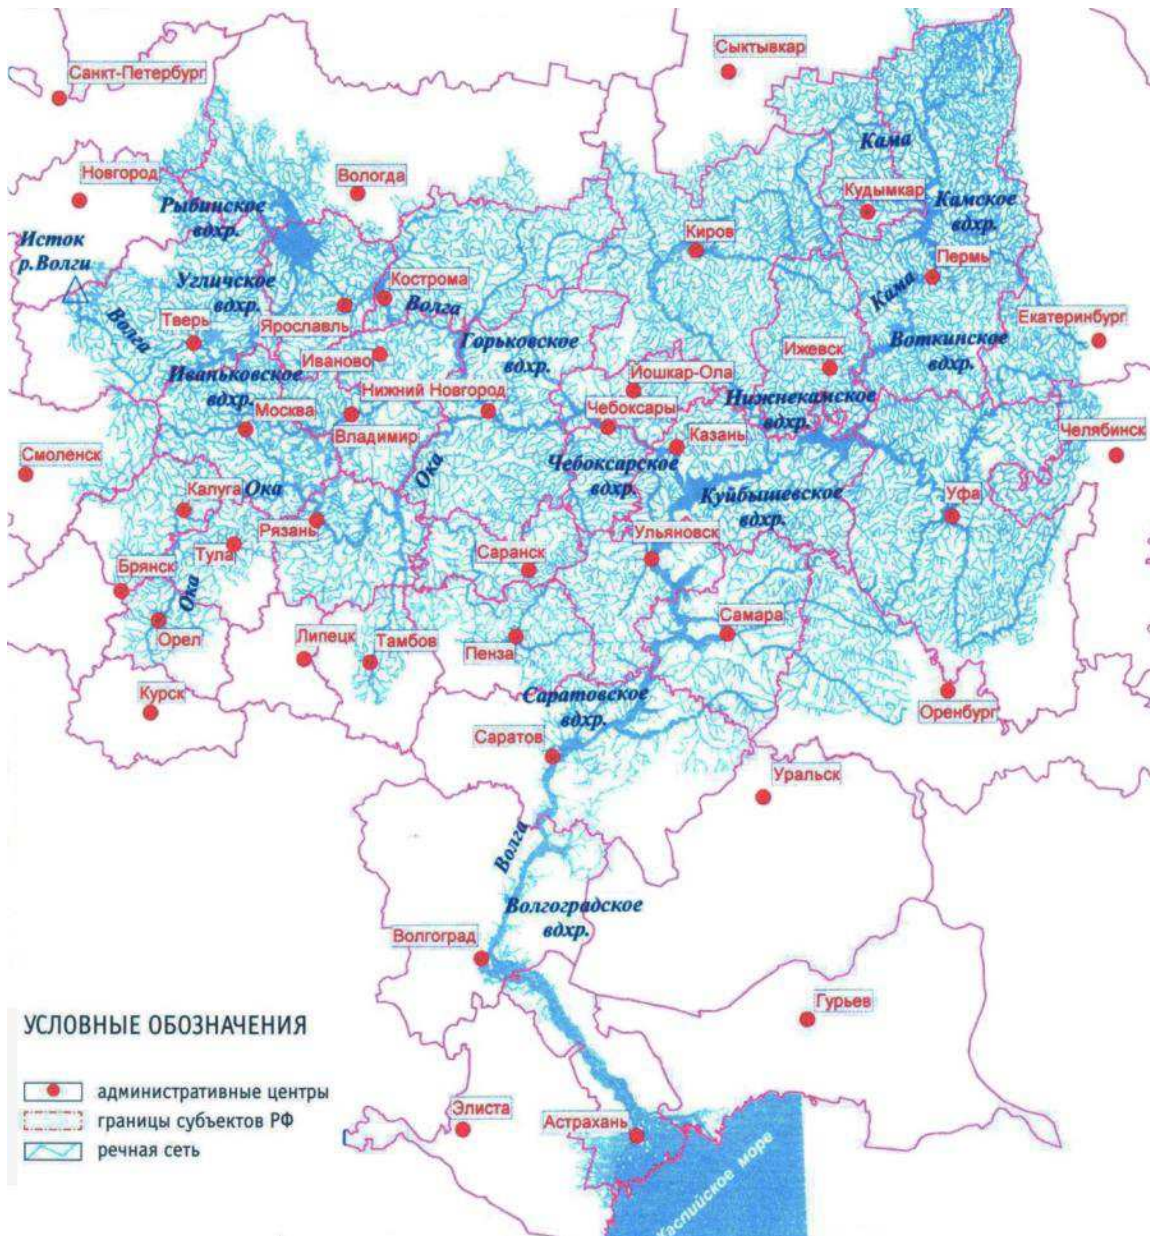 Сыктывкар
Санкт-Петербург
Кама
Новгород
Вологда
Кудымкар
Рыбинское
вдхр.
Камское
вдхр.
Исток
р.Волги
Киров
Пермь
Угличское
вдхр.
Кострома
Волга
Кама
Волга
Тверь
Ярославль
Екатеринбург
Горьковское
вдхр.
Воткинское
вдхр.
Иваново
Ижевск
Иваньковское
вдхр.
Йошкар-Ола
Нижний Новгород
Нижнекамское
вдхр.
Москва
Чебоксары
Владимир
Казань
Челябинск
Смоленск
Ока
Чебоксарское
вдхр.
Ока
Куйбышевское
вдхр.
Калуга
Уфа
Рязань
Ульяновск
Тула
Саранск
Брянск
Ока
Самара
Орел
Липецк
Тамбов
Пенза
Курск
Саратовское
вдхр.
Оренбург
Саратов
Уральск
Волга
Волгоградское
вдхр.
Волгоград
Гурьев
УСЛОВНЫЕ ОБОЗНАЧЕНИЯ
административные центры
границы субъектов РФ
речная сеть
Элиста
Астрахань
Каспийское море